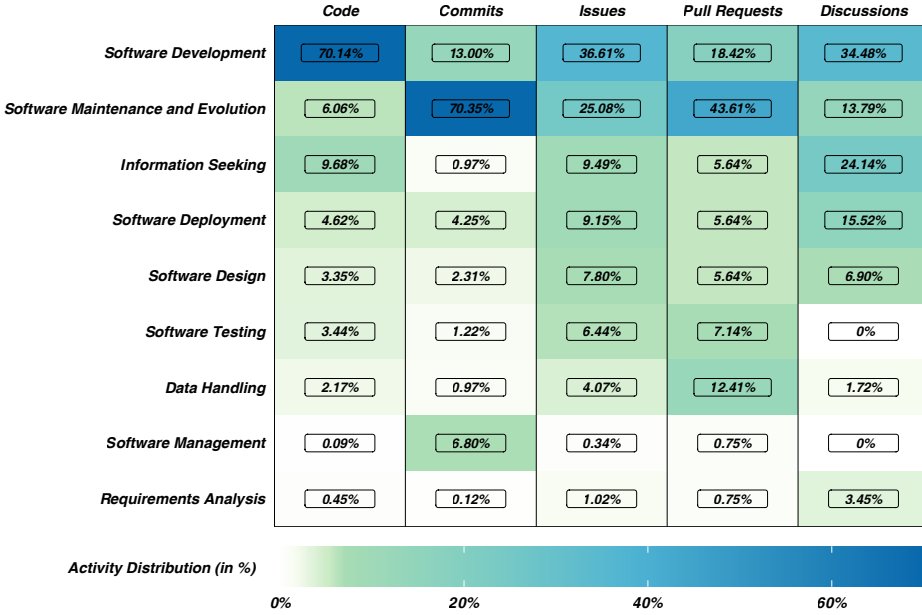 Code Commits Issues Pull Requests Discussions
Software Development 70.14% 13.00% 36.61% 18.42% 34.48%
Software Maintenance and Evolution 6.06% 70.35% 25.08% 43.61% 13.79%
Information Seeking 9.68% 0.97% 9.49% 5.64% 24.14%
Software Deployment 4.62% 4.25% 9.15% 5.64% 15.52%
Software Design 3.35% 2.31% 7.80% 5.64% 6.90%
Software Testing 3.44% 1.22% 6.44% 7.14% 0%
Data Handling 2.17% 0.97% 4.07% 12.41% 1.72%
Software Management 0.09% 6.80% 0.34% 0.75% 0%
Requirements Analysis 0.45% 0.12% 1.02% 0.75% 3.45%
Activity Distribution (in %)
0% 20% 40% 60%